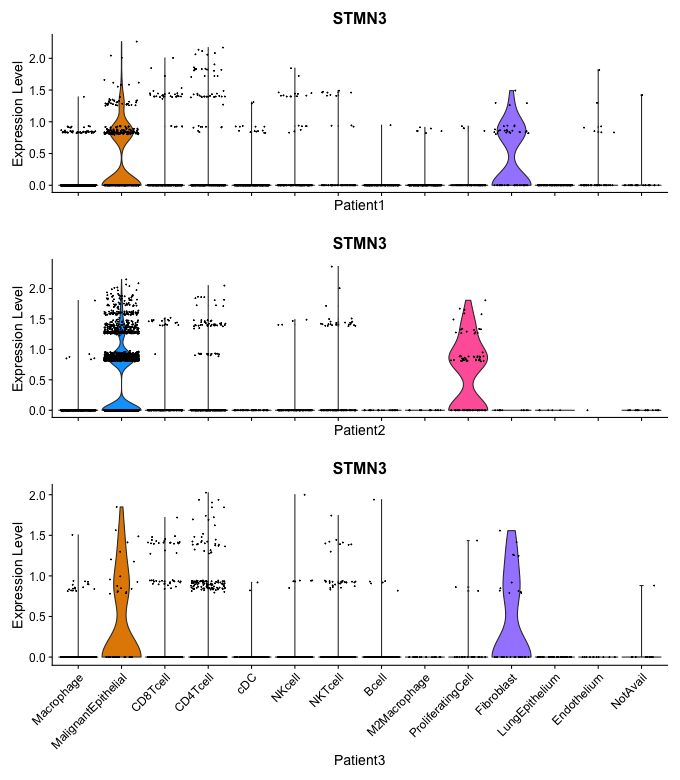 STMN3
Expression Level
2.0
1.5
1.0
0.5
0.0
Patient1
STMN3
Expression Level
2.0
1.5
1.0
0.5
0.0
Patient2
STMN3
Expression Level
2.0
1.5
1.0
0.5
0.0
Macrophage
MalignantEpithelial
CD8Tcell
CD4Tcell
cDC
NKcell
NKTcell
Bcell
M2Macrophage
ProliferatingCell
Fibroblast
LungEpithelium
Endothelium
NotAvail
Patient3